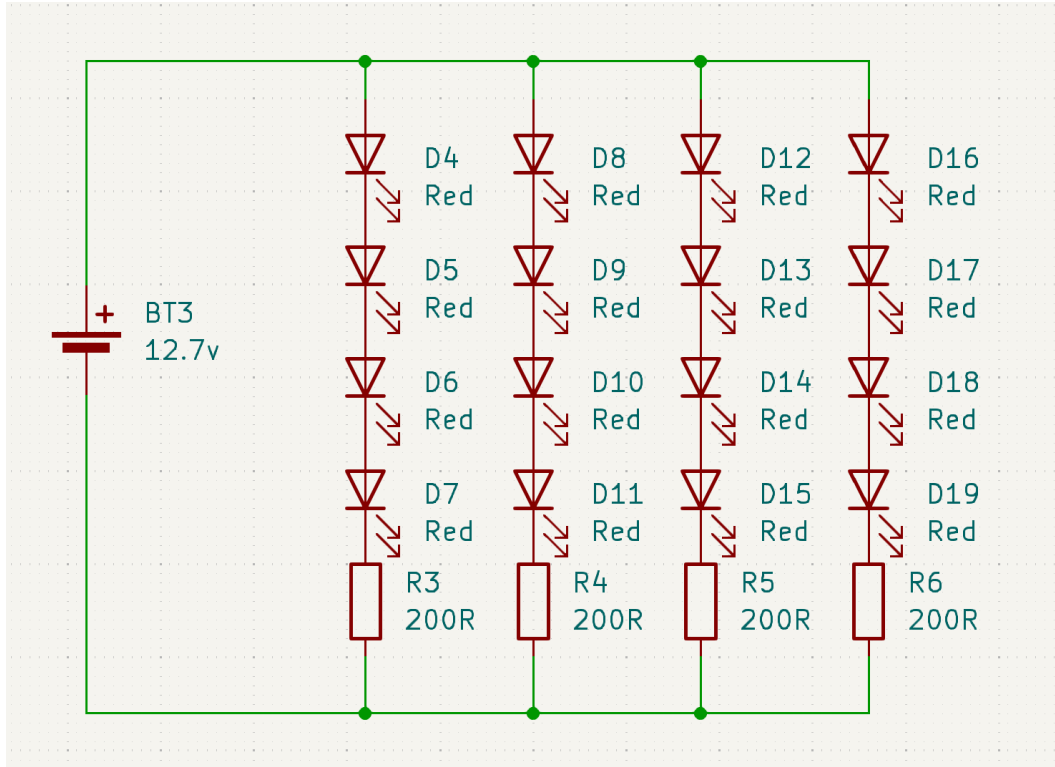 D4
Red
D8
Red
D12
Red
D16
Red
D5
Red
D9
Red
D13
Red
D17
Red
+
BT3
12.7v
D6
Red
D10
Red
D14
Red
D18
Red
D7
Red
D11
Red
D15
Red
D19
Red
R3
200R
R4
200R
R5
200R
R6
200R